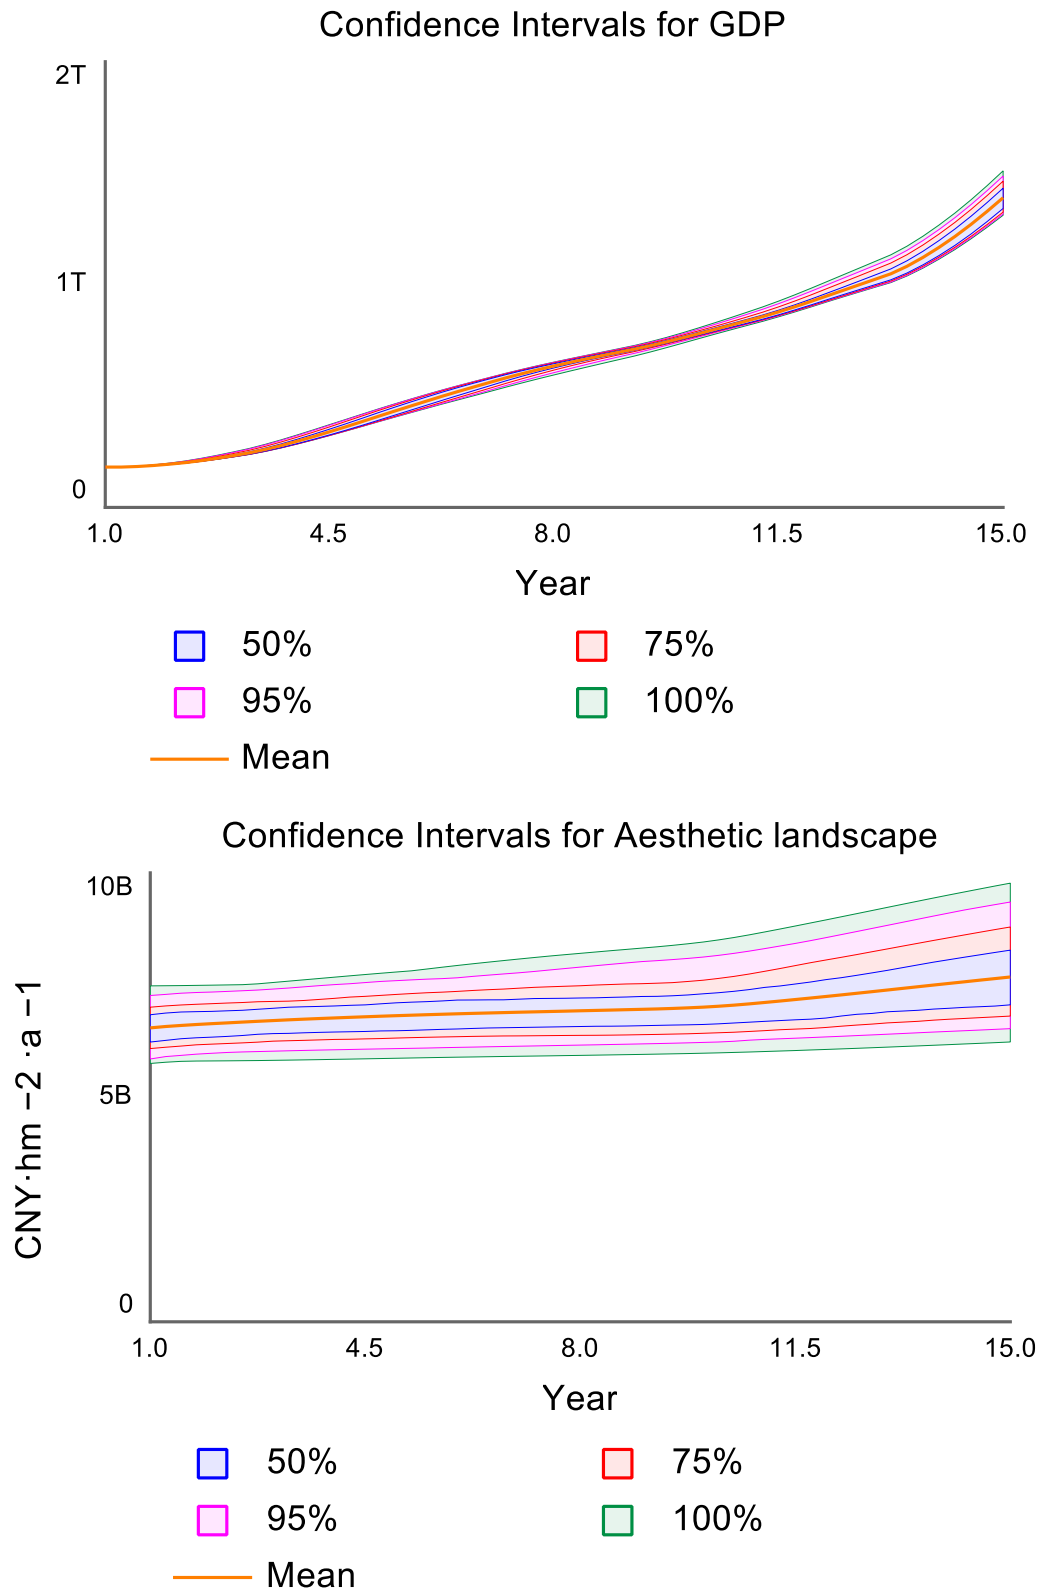 Confidence Intervals for GDP
2T
1T
0
1.0 4.5 8.0 11.5 15.0
Year
50% 75%
95% 100%
Mean
Confidence Intervals for Aesthetic landscape
10B
5B
0
CNY·hm −2 ·a −1
1.0 4.5 8.0 11.5 15.0
Year
50% 75%
95% 100%
Mean